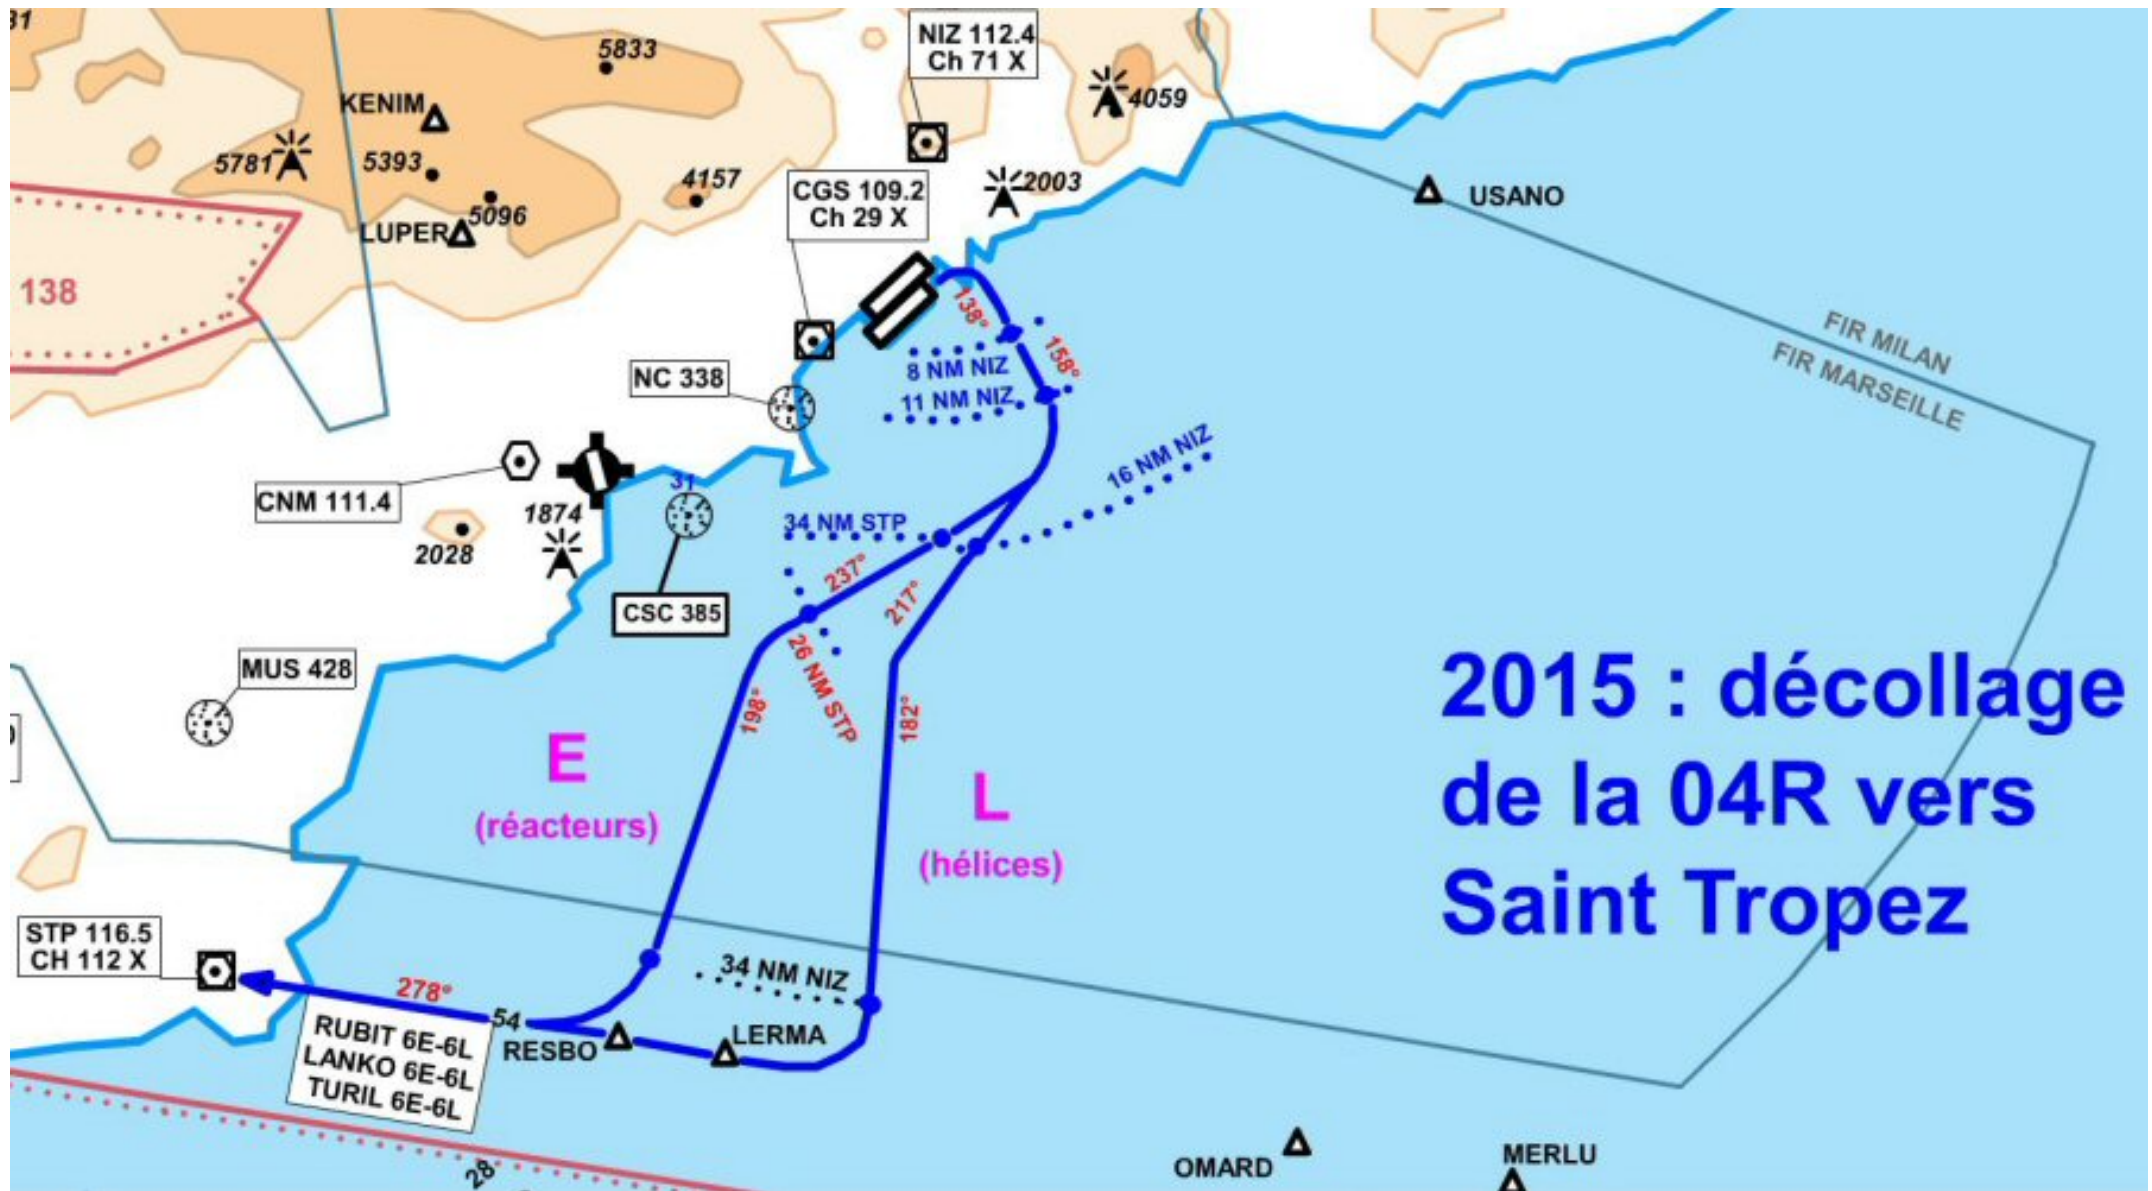 31
5833
NIZ 112.4
Ch 71 X
KENIM
4059
5781
5393
4157
CGS 109.2
Ch 29 X
2003
USANO
5096
LUPER
138
138°
FIR MILAN
FIR MARSEILLE
158°
8 NM NIZ
NC 338
11 NM NIZ
16 NM NIZ
31
CNM 111.4
1874
34 NM STP
2028
237°
217°
CSC 385
26 NM STP
MUS 428
198°
182°
2015 : décollage
de la 04R vers
Saint Tropez
E
(réacteurs)
L
(hélices)
STP 116.5
CH 112 X
278°
34 NM NIZ
54
RESBO
LERMA
RUBIT 6E-6L
LANKO 6E-6L
TURIL 6E-6L
28
OMARD
MERLU